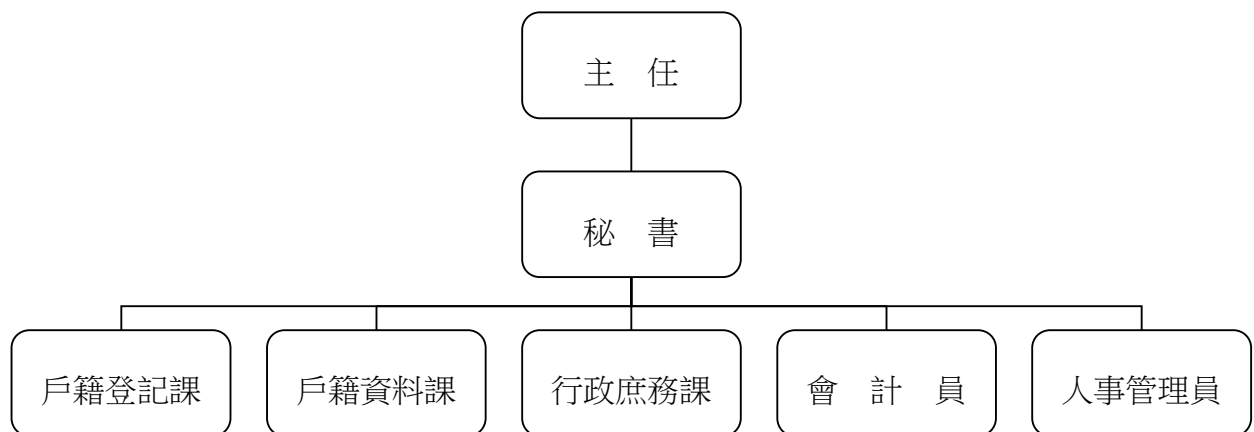 主　任
秘　書
戶籍登記課
戶籍資料課
行政庶務課
會　計　員
人事管理員